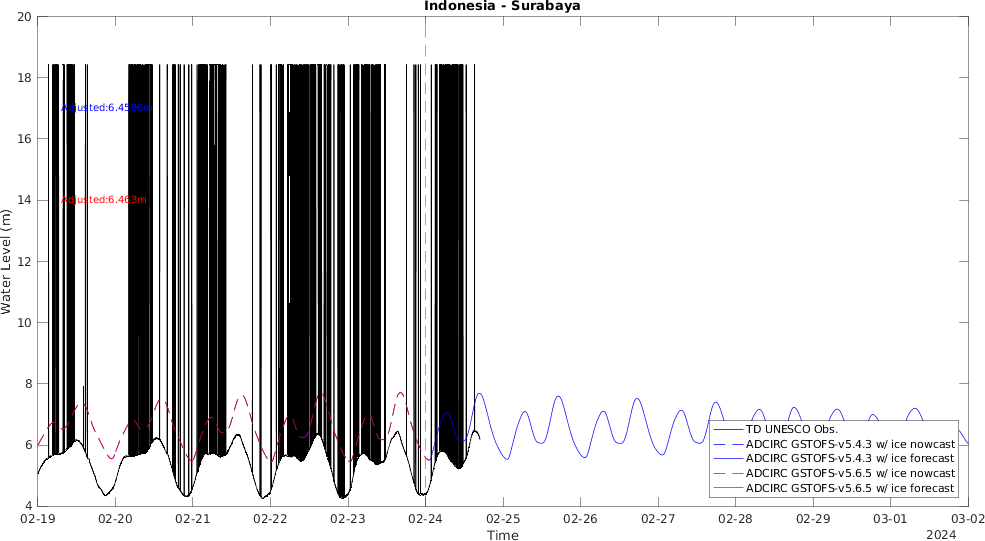 Indonesia - Surabaya
20
18
16
14
12
10
8
6
4
Water Level (m)
Adjusted:6.463m
TD UNESCO Obs.
ADCIRC GSTOFS-v5.4.3 w/ ice nowcast
ADCIRC GSTOFS-v5.4.3 w/ ice forecast
ADCIRC GSTOFS-v5.6.5 w/ ice nowcast
ADCIRC GSTOFS-v5.6.5 w/ ice forecast
02-19 02-20 02-21 02-22 02-23 02-24 02-25 02-26 02-27 02-28 02-29 03-01 03-02
Time
2024